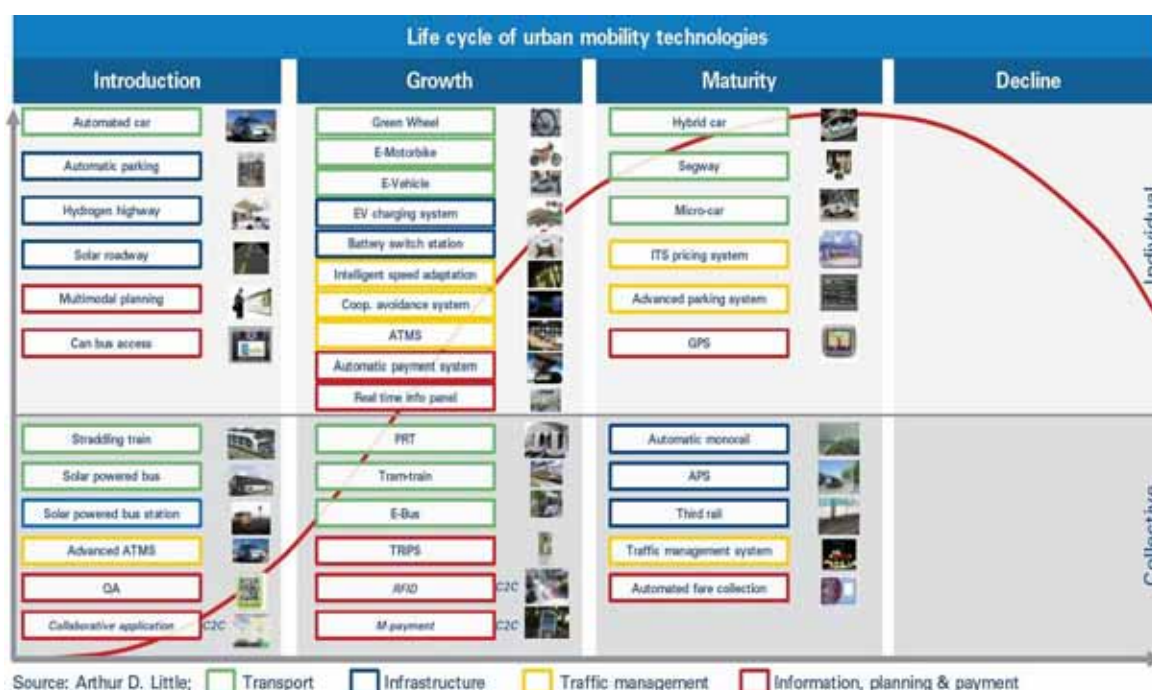 Life cycle of urban mobility technologies
Introduction
Growth
Maturity
Decline
Automated car
Automatic parking
Hydrogen highway
Solar roadway
Multimodal planning
Can bus access
Green Wheel
E-Motorbike
E-Vehicle
EV charging system
Battery switch station
Intelligent speed adaptation
Coop. avoidance system
ATMS
Automatic payment system
Real time info panel
Hybrid car
Segway
Micro-car
ITS pricing system
Advanced parking system
GPS
Individual
Straddling train
Solar powered bus
Solar powered bus station
Advanced ATMS
QA
Collaborative application C2C
PRT
Tram-train
E-Bus
TRIPS
RFID C2C
M payment C2C
Automatic monorail
APS
Third rail
Traffic management system
Automated fare collection
Collective
Source: Arthur D. Little; Transport Infrastructure Traffic management Information, planning & payment